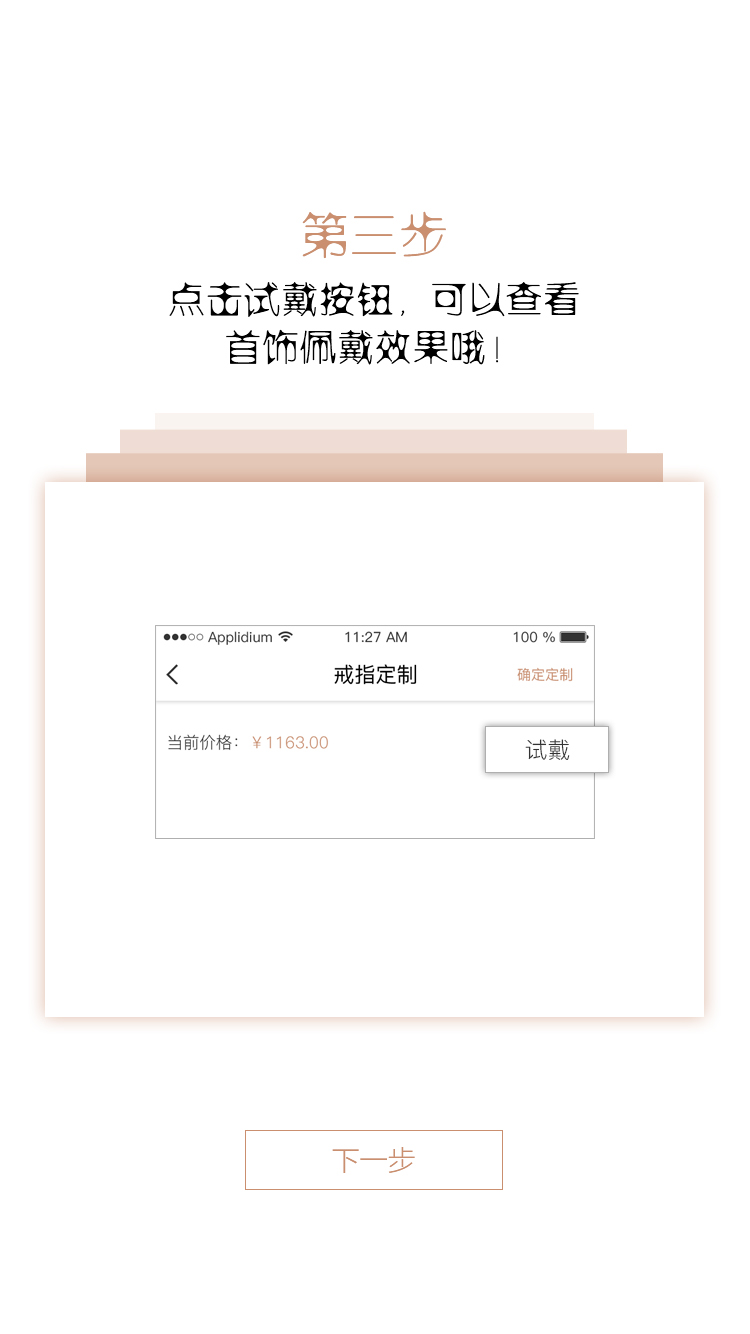 第三步
点击试戴按钮，可以查看
首饰佩戴效果哦！
Applidium 11:27 AM 100 %
戒指定制 确定定制
当前价格：￥1163.00 试戴
下一步